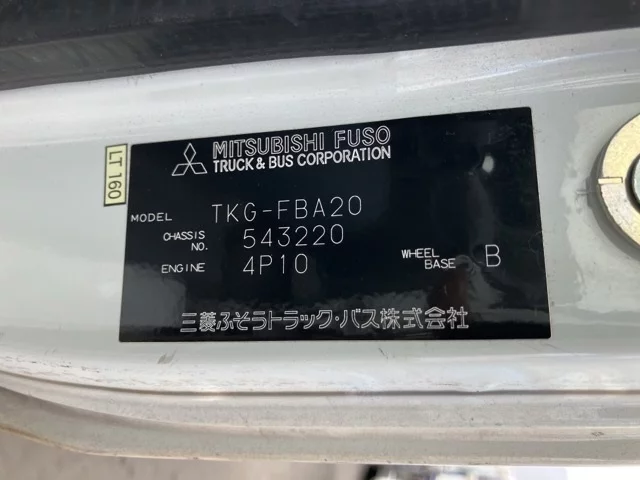 LT 160
MITSUBISHI FUSO
TRUCK & BUS CORPORATION
MODEL TKG-FBA20
CHASSIS NO. 543220
ENGINE 4P10
WHEEL BASE B
三菱ふそうトラック・バス株式会社